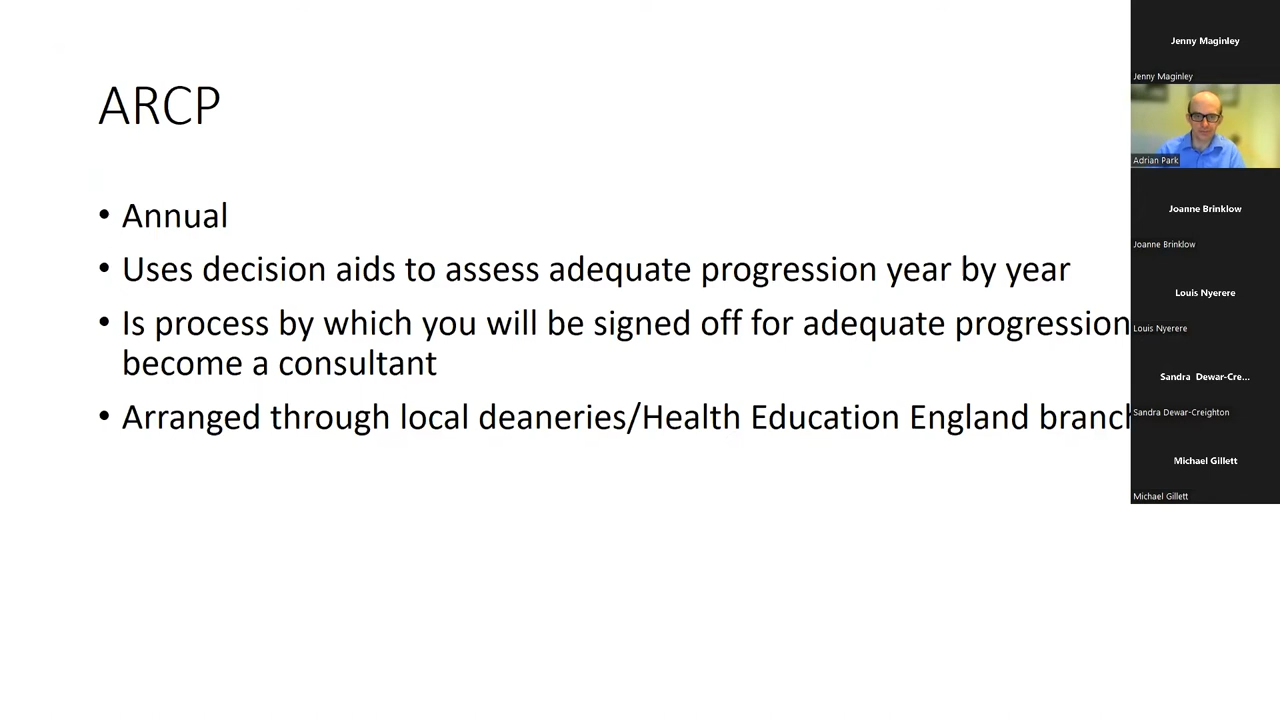 ARCP
• Annual
• Uses decision aids to assess adequate progression year by year
• Is process by which you will be signed off for adequate progression
become a consultant
• Arranged through local deaneries/Health Education England
Jenny Maginley
Jenny Maginley
Adrian Park
Joanne Brinklow
Joanne Brinklow
Louis Nyerere
Louis Nyerere
Sandra Dewar-Cre...
Sandra Dewar-Creighton
Michael Gillett
Michael Gillett